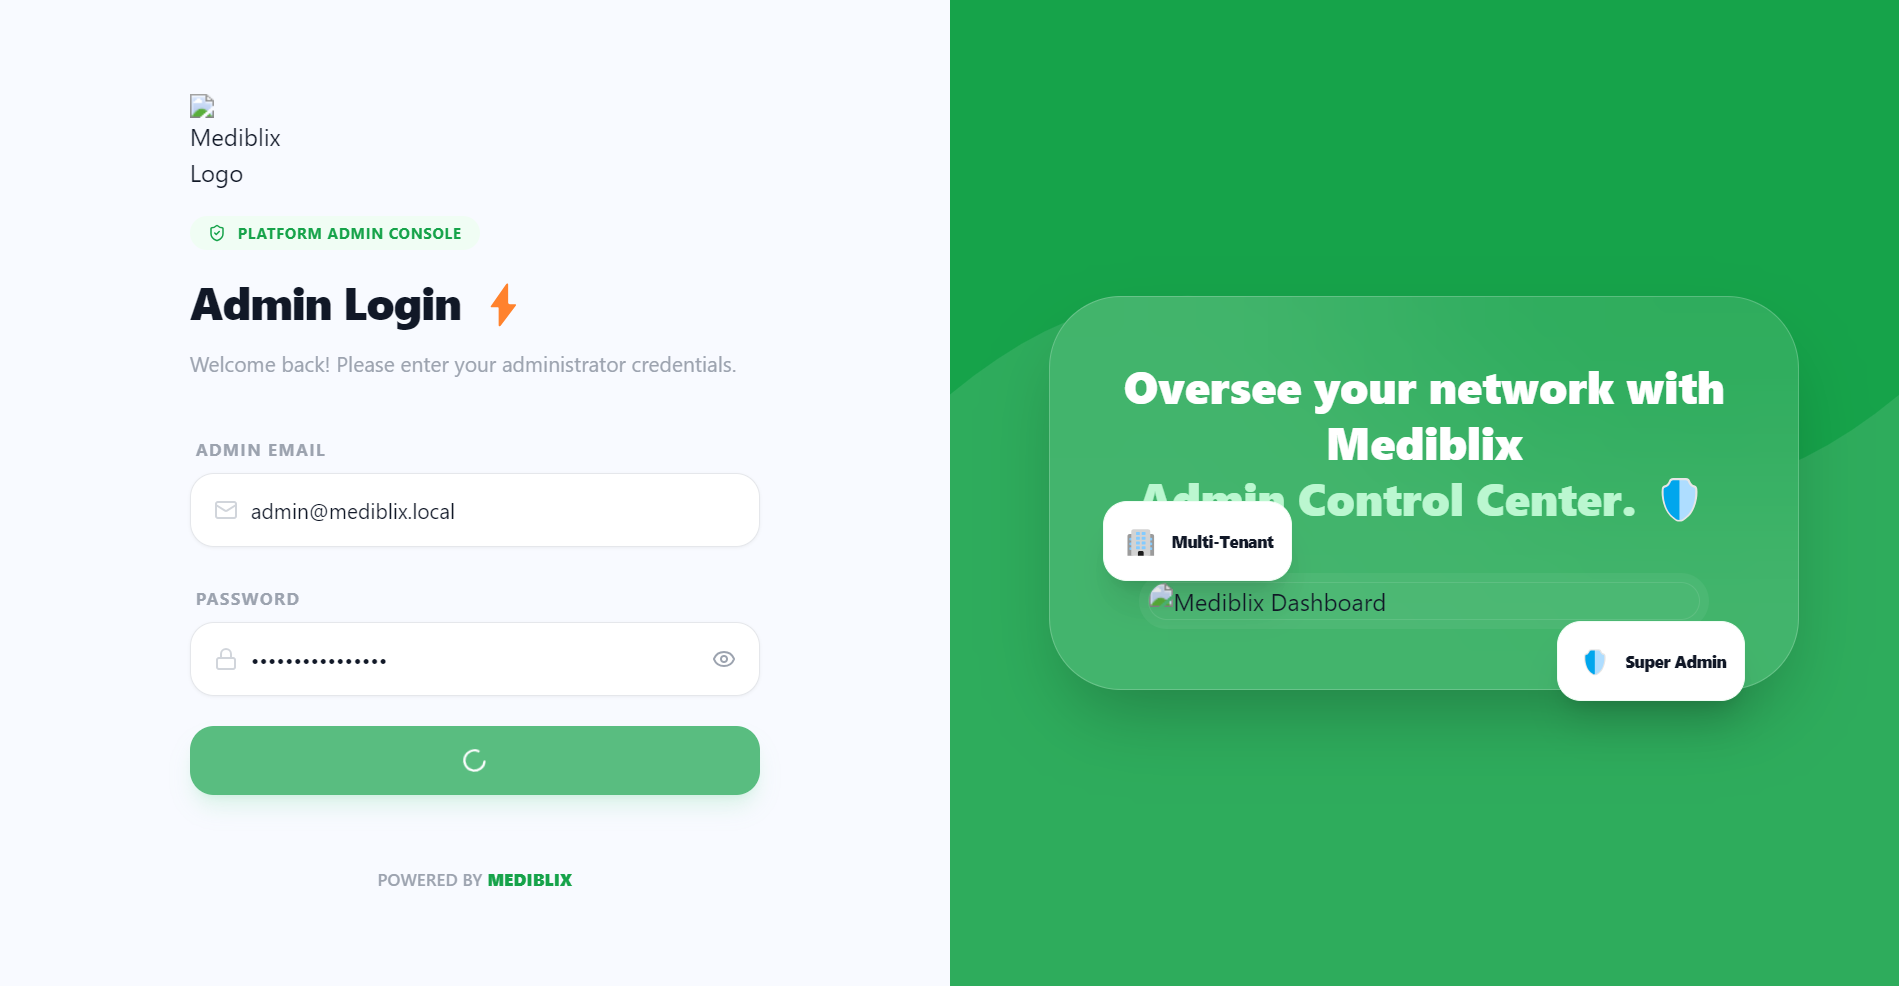 Mediblix
Logo
PLATFORM ADMIN CONSOLE
Admin Login
Welcome back! Please enter your administrator credentials.
ADMIN EMAIL
admin@mediblix.local
PASSWORD
••••••••••••••••
POWERED BY MEDIBLIX
Oversee your network with
Mediblix
Admin Control Center.
Multi-Tenant
Mediblix Dashboard
Super Admin